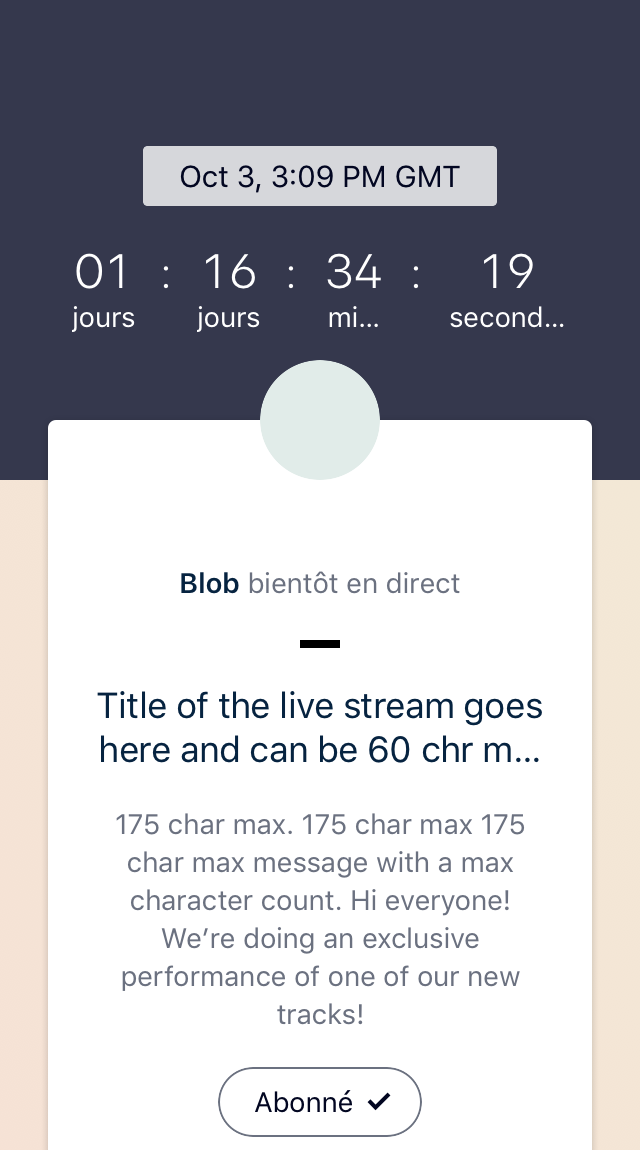 Oct 3, 3:09 PM GMT
01 : 16 : 34 : 19
jours jours mi... second...
Blob bientôt en direct
Title of the live stream goes
here and can be 60 chr m...
175 char max. 175 char max 175
char max message with a max
character count. Hi everyone!
We’re doing an exclusive
performance of one of our new
tracks!
Abonné